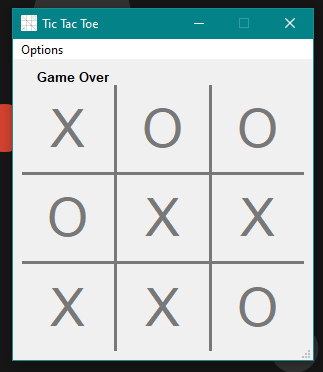 Tic Tac Toe
Options
Game Over
X O O
O X X
X X O